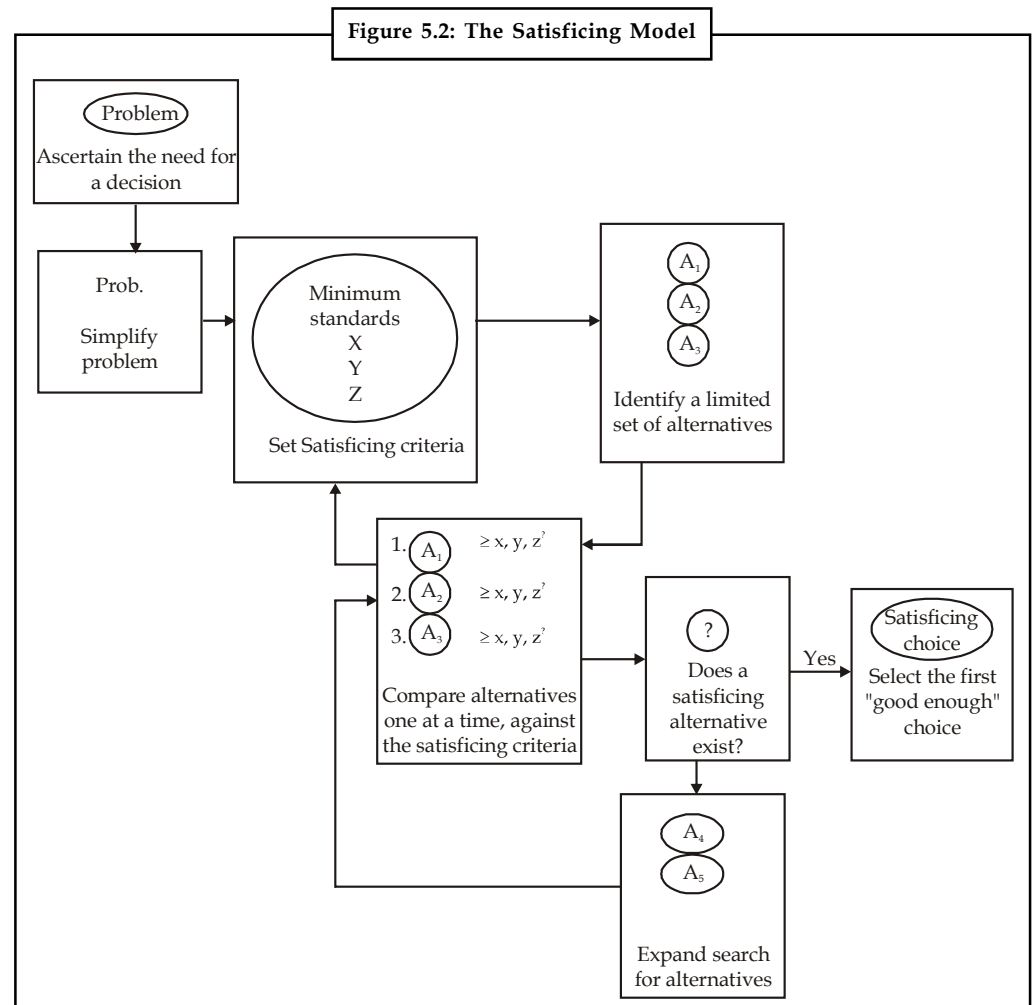 Figure 5.2: The Satisficing Model
Problem
Ascertain the need for
a decision
Prob.
Simplify
problem
Minimum
standards
X
Y
Z
Set Satisficing criteria
A₁
A₂
A₃
Identify a limited
set of alternatives
1. A₁ ≥ x, y, z?
2. A₂ ≥ x, y, z?
3. A₃ ≥ x, y, z?
Compare alternatives
one at a time, against
the satisficing criteria
?
Does a
satisficing
alternative
exist?
Yes
Satisficing
choice
Select the first
"good enough"
choice
A₄
A₅
Expand search
for alternatives